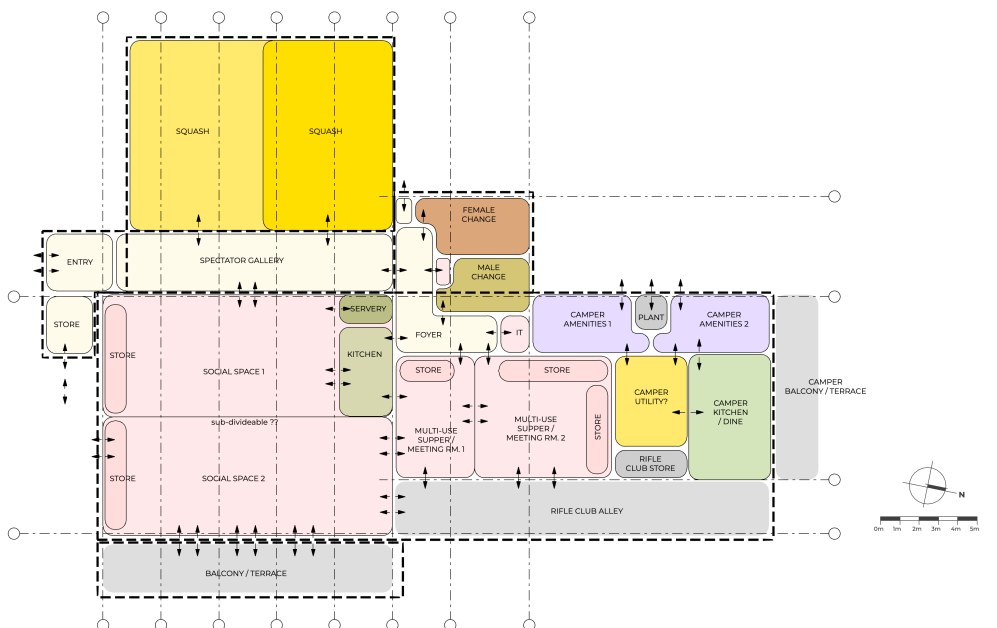 SQUASH
SQUASH
FEMALE
CHANGE
ENTRY
SPECTATOR GALLERY
MALE
CHANGE
STORE
SERVERY
FOYER
IT
CAMPER
AMENITIES 1
PLANT
CAMPER
AMENITIES 2
STORE
KITCHEN
SOCIAL SPACE 1
STORE
STORE
CAMPER
UTILITY?
CAMPER
KITCHEN
/ DINE
CAMPER
BALCONY / TERRACE
sub-divideable ??
MULTI-USE
SUPPER /
MEETING RM. 1
MULTI-USE
SUPPER /
MEETING RM. 2
STORE
RIFLE
CLUB STORE
STORE
SOCIAL SPACE 2
RIFLE CLUB ALLEY
BALCONY / TERRACE
N
0m 1m 2m 3m 4m 5m